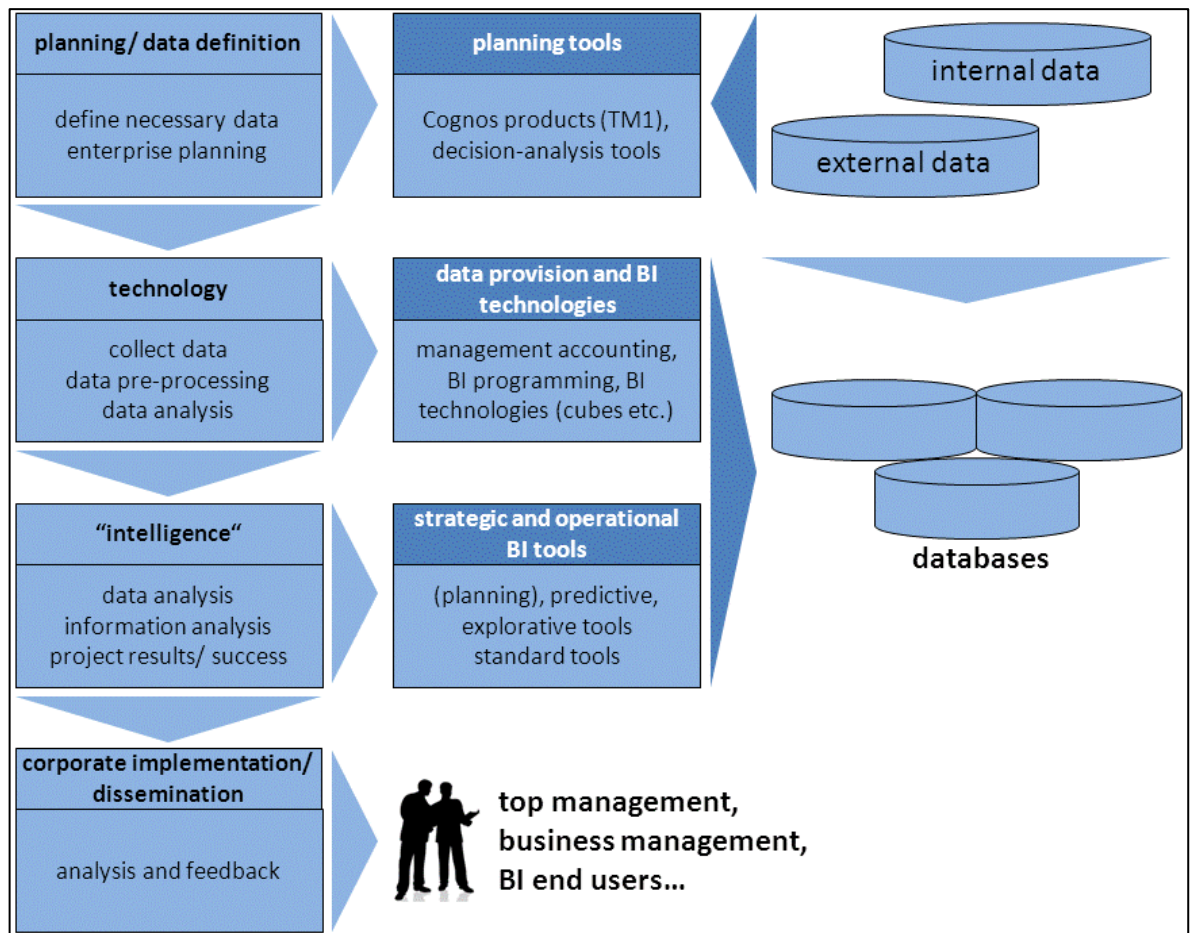 planning/ data definition
define necessary data
enterprise planning
planning tools
Cognos products (TM1),
decision-analysis tools
internal data
external data
technology
collect data
data pre-processing
data analysis
data provision and BI
technologies
management accounting,
BI programming, BI
technologies (cubes etc.)
databases
“intelligence“
data analysis
information analysis
project results/ success
strategic and operational
BI tools
(planning), predictive,
explorative tools
standard tools
corporate implementation/
dissemination
analysis and feedback
top management,
business management,
BI end users...